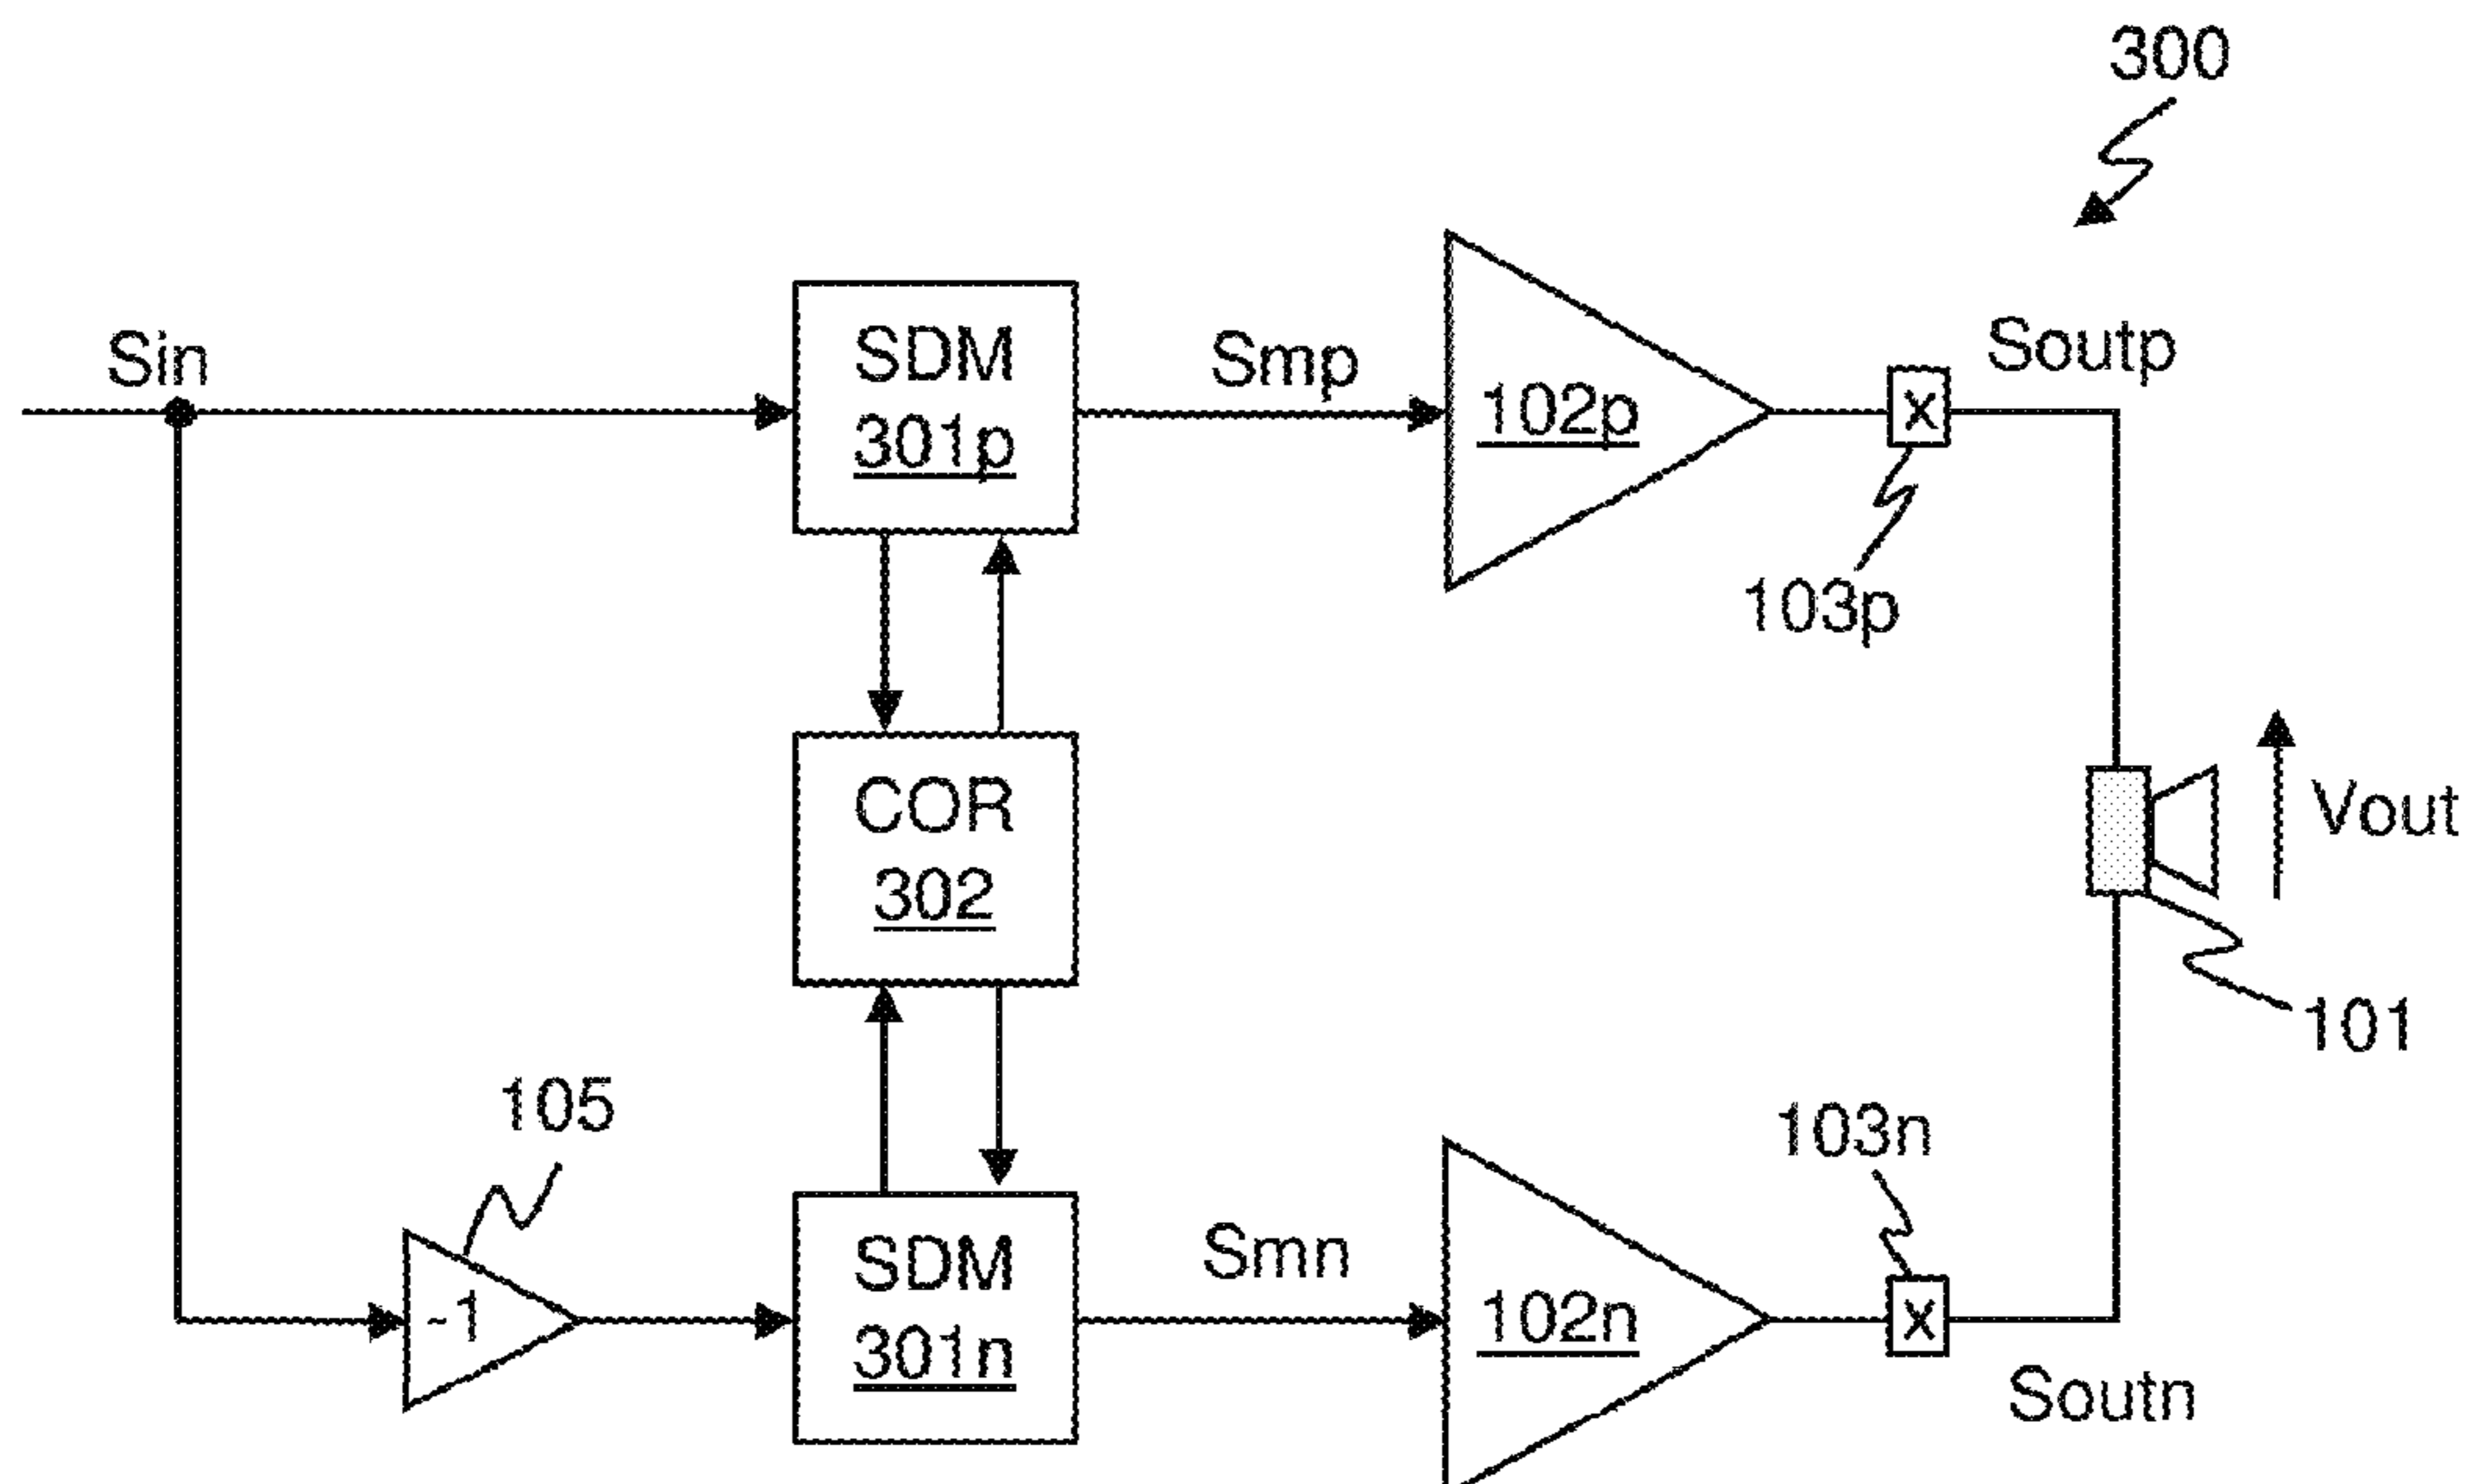 300
Sin
SDM
301p
Smp
102p
x
Soutp
103p
COR
302
Vout
101
105
-1
SDM
301n
Smn
102n
103n
x
Soutn